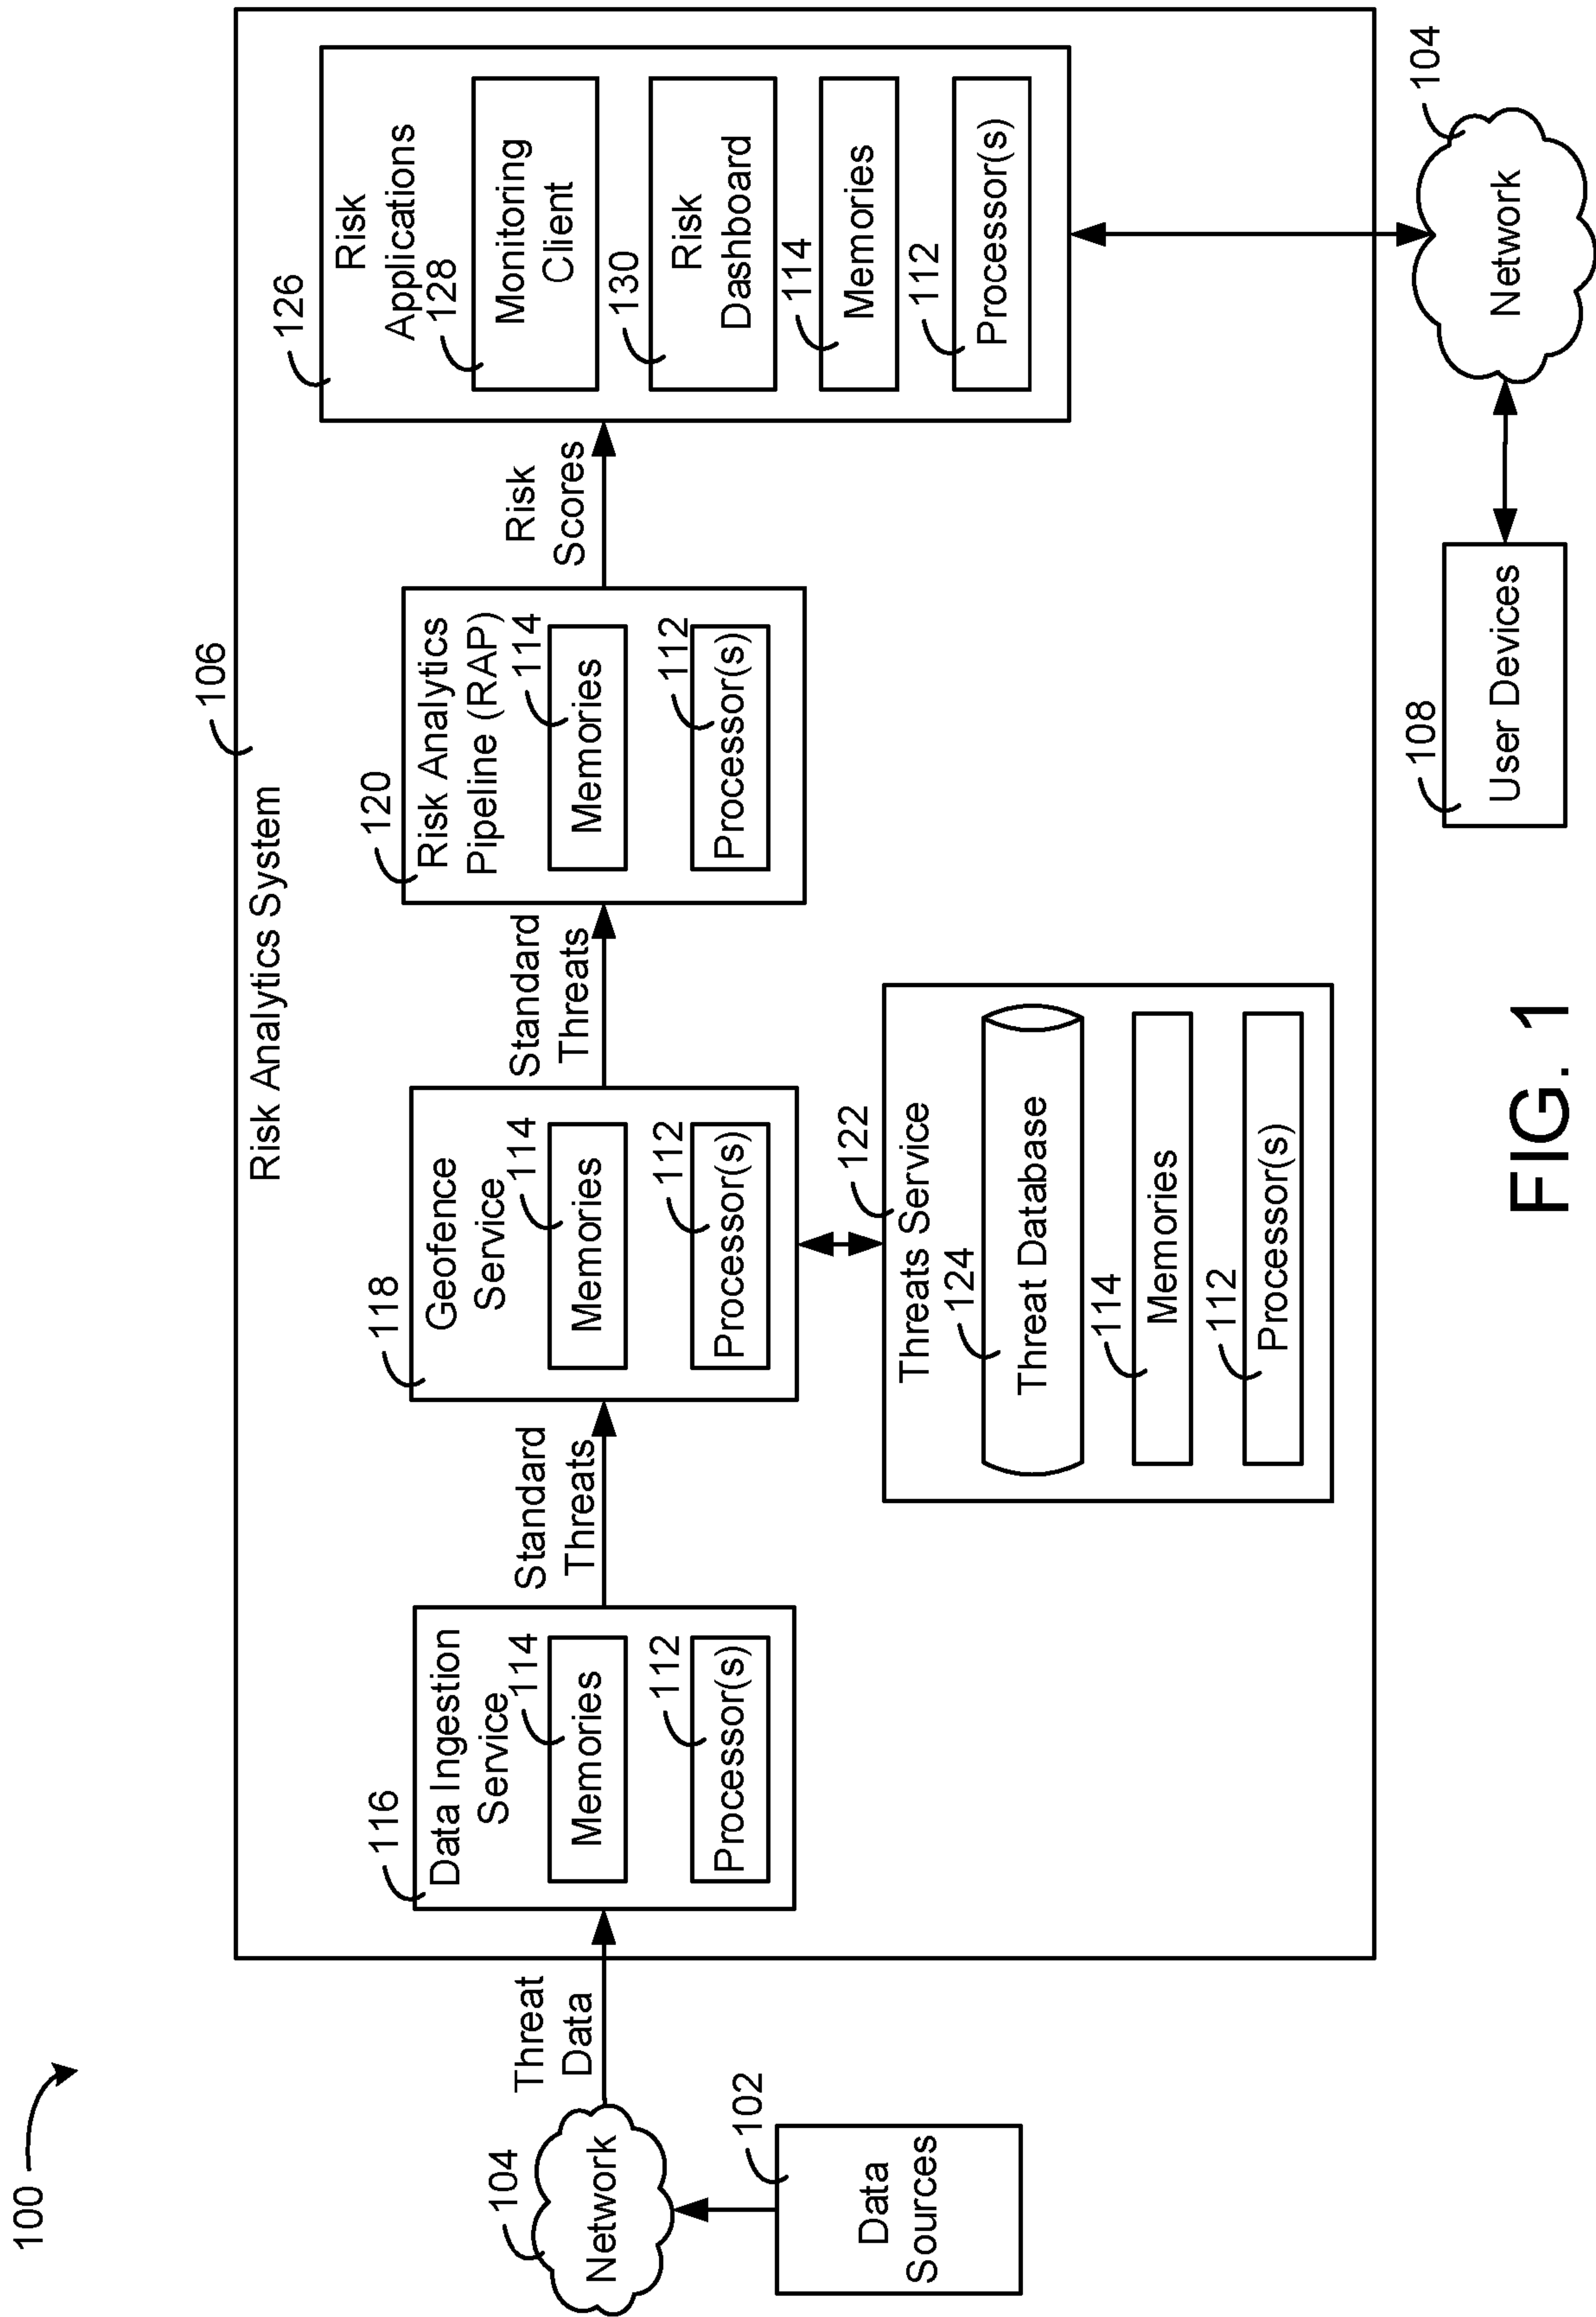 100
106
Risk Analytics System
104
Network
102
Data
Sources
Threat
Data
116
Data Ingestion
Service
114
Memories
112
Processor(s)
Standard
Threats
118
Geofence
Service
114
Memories
112
Processor(s)
122
Threats Service
124
Threat Database
114
Memories
112
Processor(s)
Standard
Threats
120
Risk Analytics
Pipeline (RAP)
114
Memories
112
Processor(s)
Risk
Scores
126
Risk
Applications
128
Monitoring
Client
130
Risk
Dashboard
114
Memories
112
Processor(s)
104
Network
108
User Devices
FIG. 1